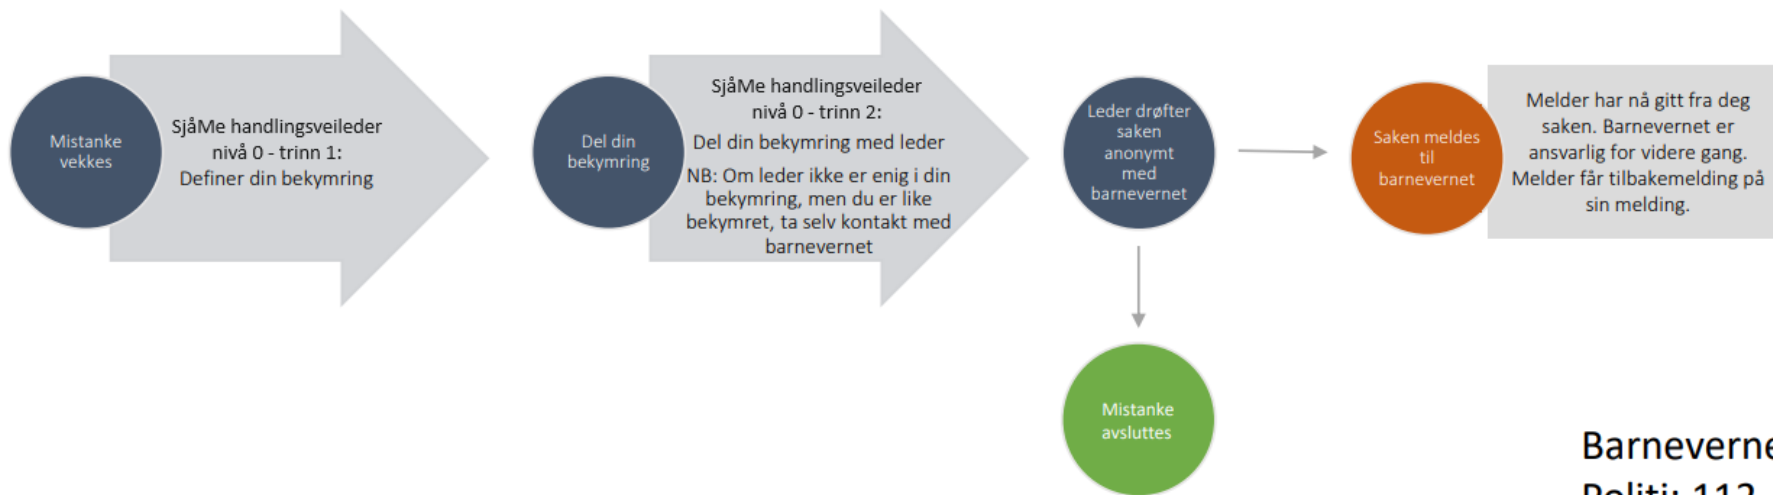 Mistanke
vekkes
SjåMe handlingsveileder
nivå 0 - trinn 1:
Definer din bekymring
Del din
bekymring
SjåMe handlingsveileder
nivå 0 - trinn 2:
Del din bekymring med leder
NB: Om leder ikke er enig i din
bekymring, men du er like
bekymret, ta selv kontakt med
barnevernet
Leder drøfter
saken
anonymt
med
barnevernet
Saken meldes
til
barnevernet
Melder har nå gitt fra deg
saken. Barnevernet er
ansvarlig for videre gang.
Melder får tilbakemelding på
sin melding.
Mistanke
avsluttes
Barneverne
Politi: 112